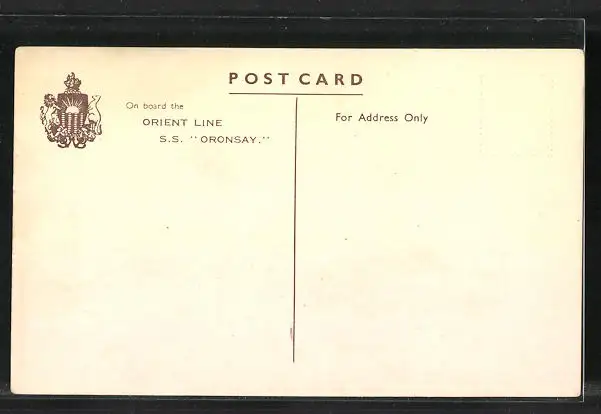 POST CARD
On board the
ORIENT LINE
S.S. "ORONSAY."
For Address Only